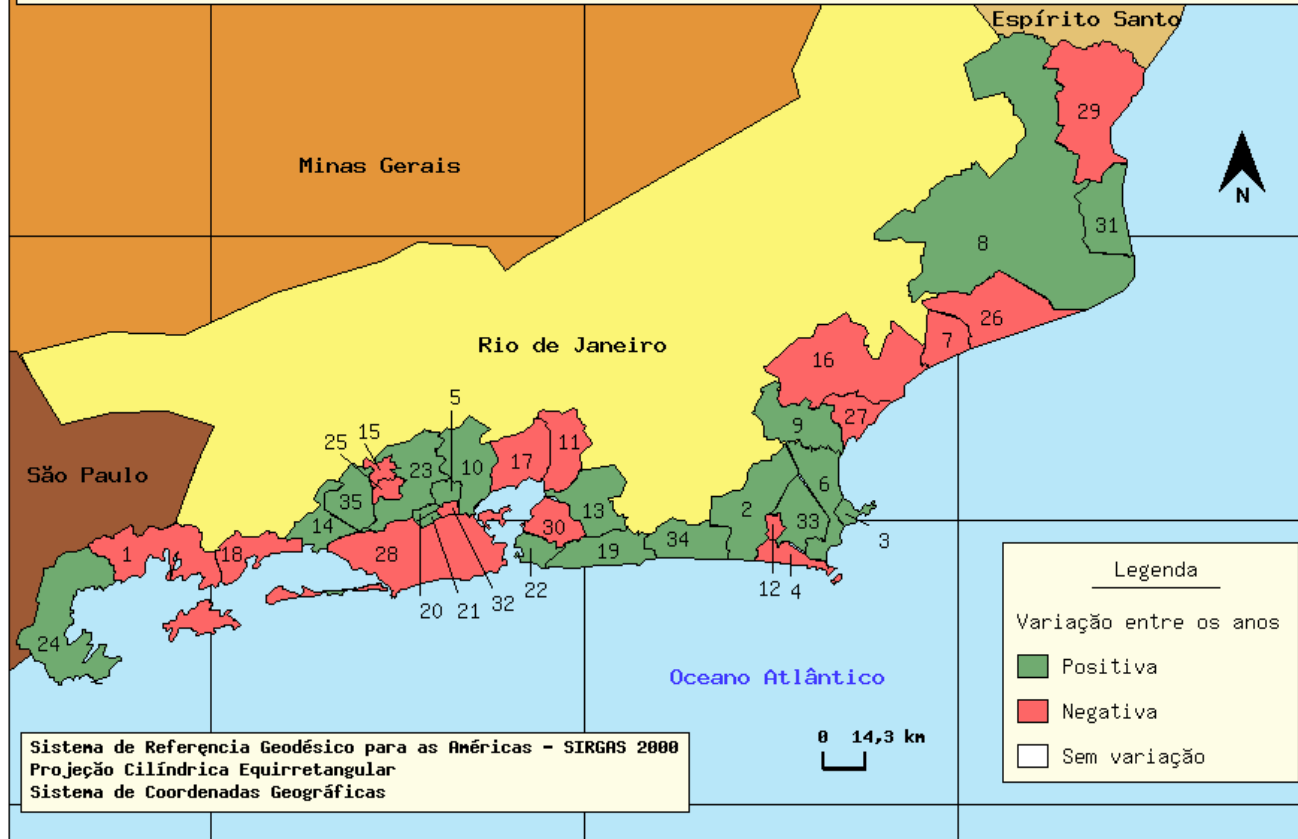 Espírito Santo
29
Minas Gerais
N
31
8
26
7
Rio de Janeiro
16
5
27
9
15
25
11
17
23
10
São Paulo
6
35
2
13
33
14
30
34
3
1
18
28
19
12
4
22
20
21
32
24
Legenda
Variação entre os anos
Positiva
Negativa
Sem variação
Oceano Atlântico
0 14,3 km
Sistema de Referençia Geodésico para as Américas - SIRGAS 2000
Projeção Cilíndrica Equirretangular
Sistema de Coordenadas Geográficas